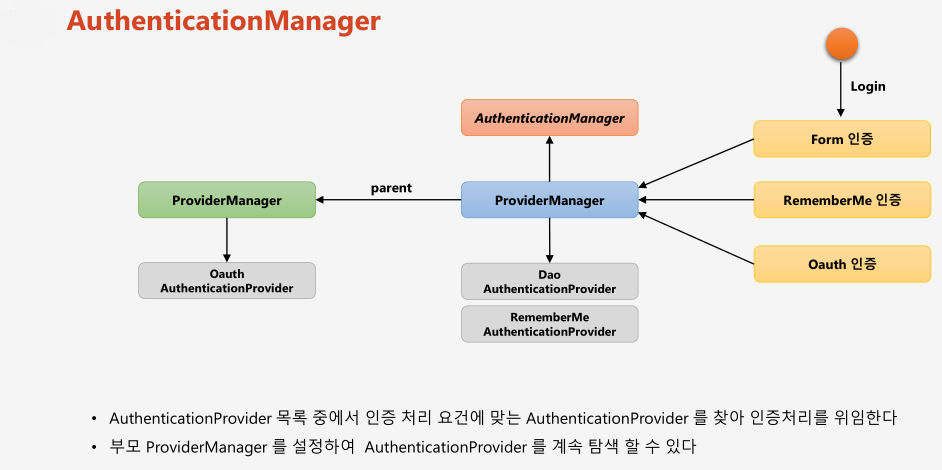 AuthenticationManager
Login
AuthenticationManager
Form 인증
parent
ProviderManager
ProviderManager
RememberMe 인증
Oauth
AuthenticationProvider
Dao
AuthenticationProvider
Oauth 인증
RememberMe
AuthenticationProvider
• AuthenticationProvider 목록 중에서 인증 처리 요건에 맞는 AuthenticationProvider 를 찾아 인증처리를 위임한다
• 부모 ProviderManager 를 설정하여 AuthenticationProvider 를 계속 탐색 할 수 있다